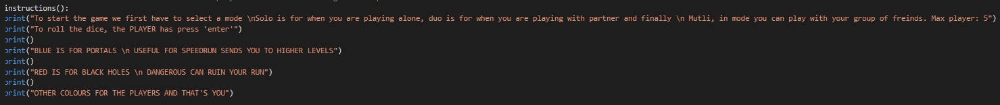 instructions():
print("To start the game we first have to select a mode \nSolo is for when you are playing alone, duo is for when you are playing with partner and finally \n Mutli, in mode you can play with your group of freinds. Max player: 5")
print("To roll the dice, the PLAYER has press 'enter'")
print()
print("BLUE IS FOR PORTALS \n USEFUL FOR SPEEDRUN SENDS YOU TO HIGHER LEVELS")
print()
print("RED IS FOR BLACK HOLES \n DANGEROUS CAN RUIN YOUR RUN")
print()
print("OTHER COLOURS FOR THE PLAYERS AND THAT'S YOU")